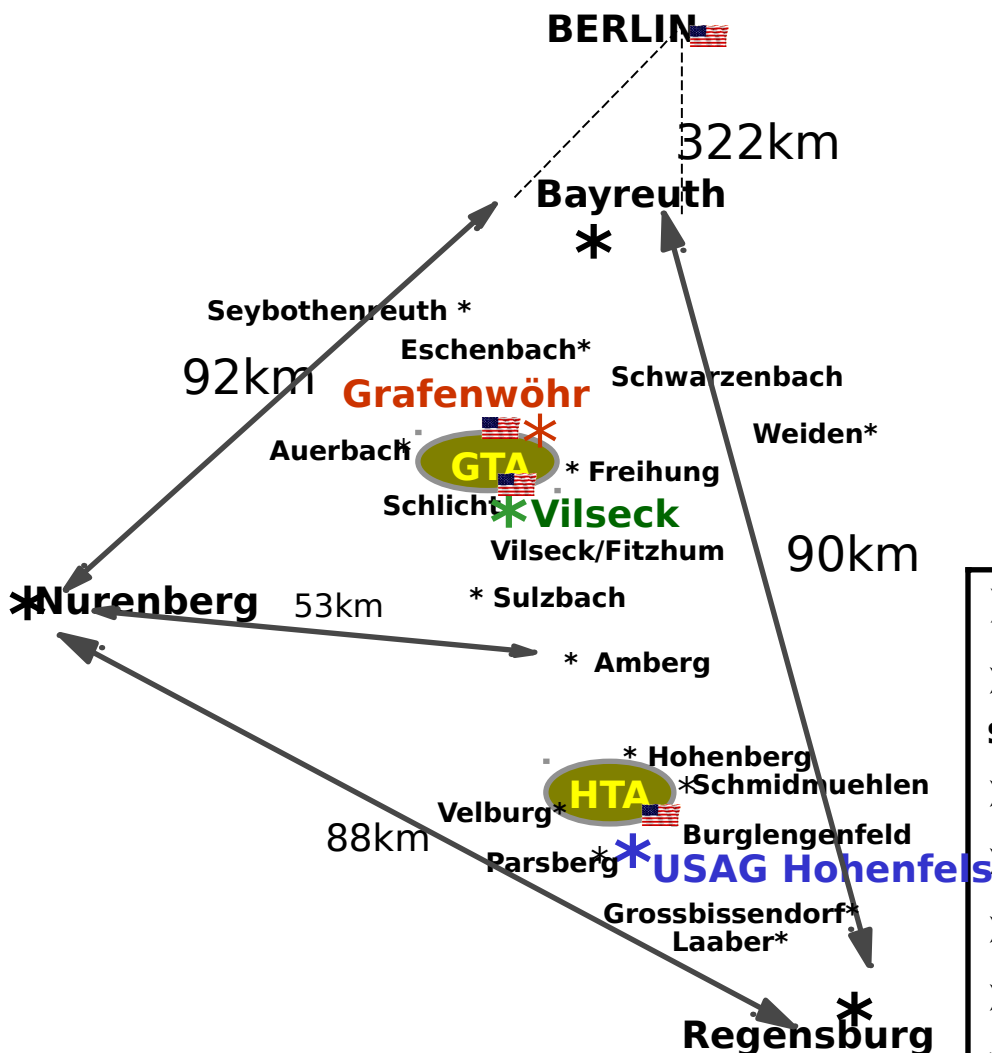 BERLIN
322km
Bayreuth
*
Seybothenreuth *
Eschenbach*
92km
Schwarzenbach
Grafenwöhr
*
Weiden*
Auerbach*
GTA
* Freihung
Schlicht
* Vilseck
Vilseck/Fitzhum
90km
*Nurenberg
53km
* Sulzbach
* Amberg
* Hohenberg
*Schmidmuehlen
HTA
Velburg*
88km
Burglengenfeld
Parsberg*
* USAG Hohenfels
Grossbissendorf*
Laaber*
*
Regensburg